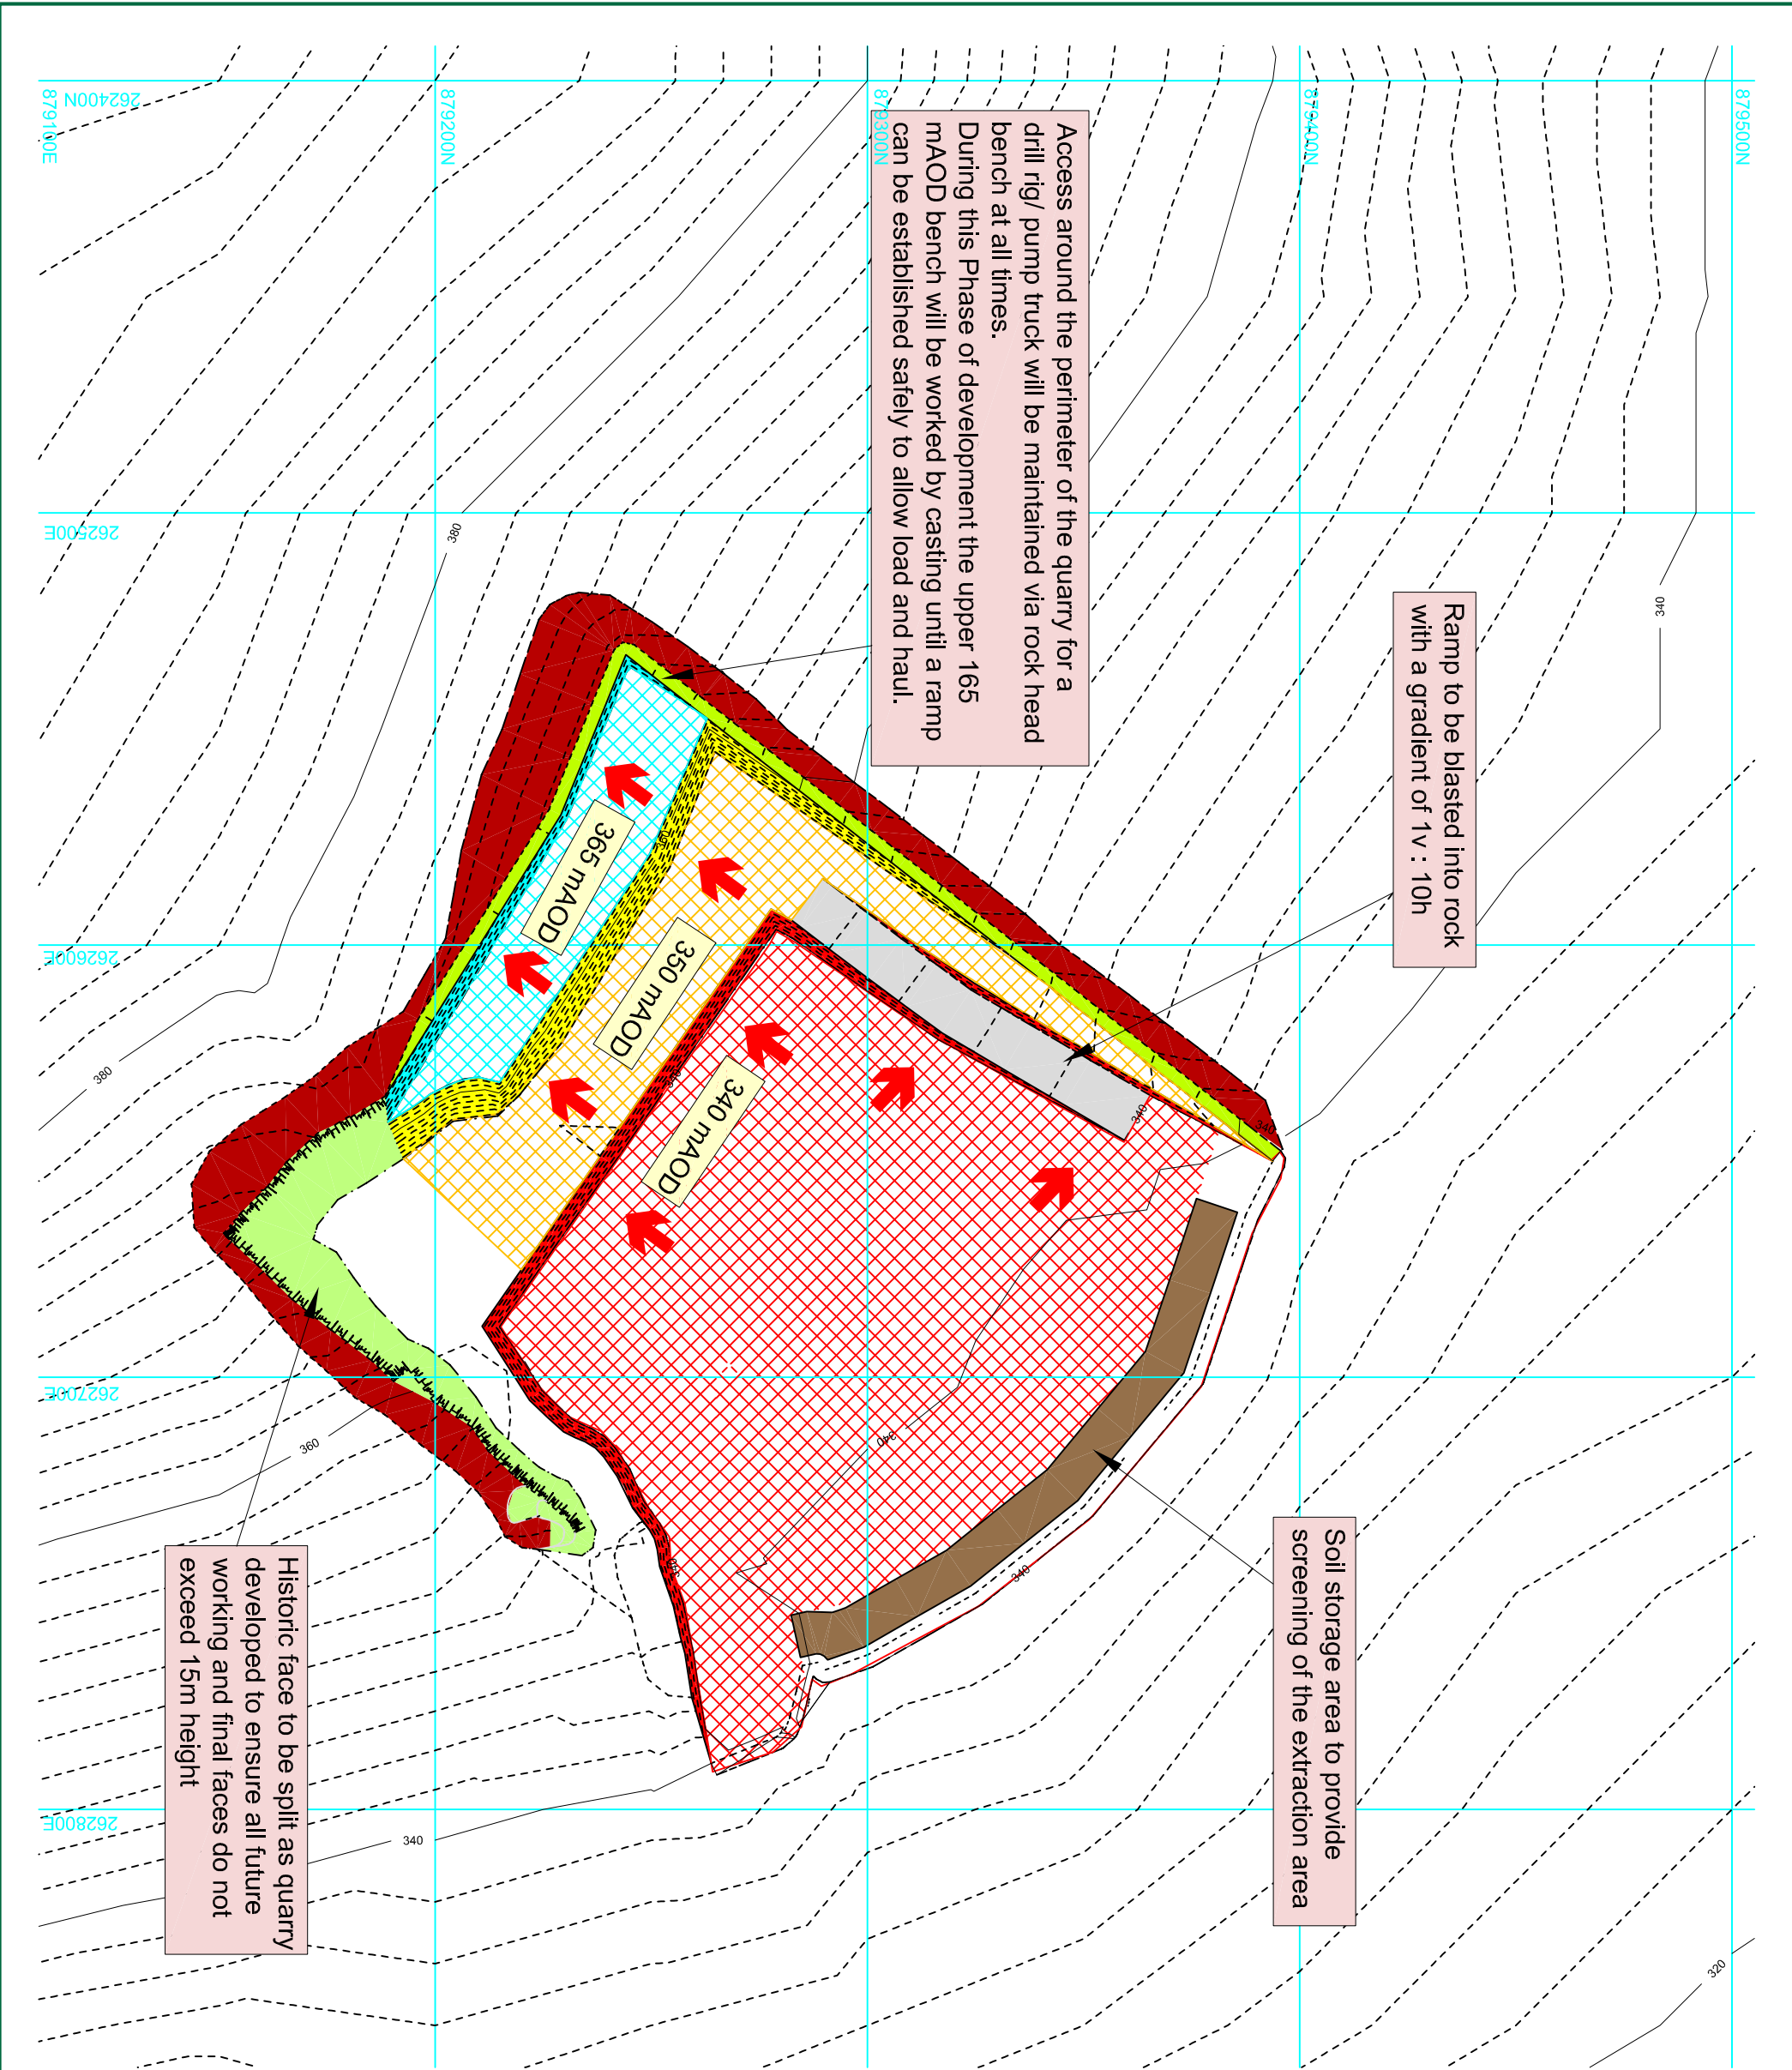 879100E
262400N
879200N
879300N
879400N
879500N
Access around the perimeter of the quarry for a
drill rig/ pump truck will be maintained via rock head
bench at all times.
During this Phase of development the upper 165
mAOD bench will be worked by casting until a ramp
can be established safely to allow load and haul.
Ramp to be blasted into rock
with a gradient of 1v : 10h
262500E
380
340
365 mAOD
350 mAOD
340 mAOD
262600E
380
340
340
262700E
360
340
340
Soil storage area to provide
screening of the extraction area
Historic face to be split as quarry
developed to ensure all future
working and final faces do not
exceed 15m height
262800E
340
320